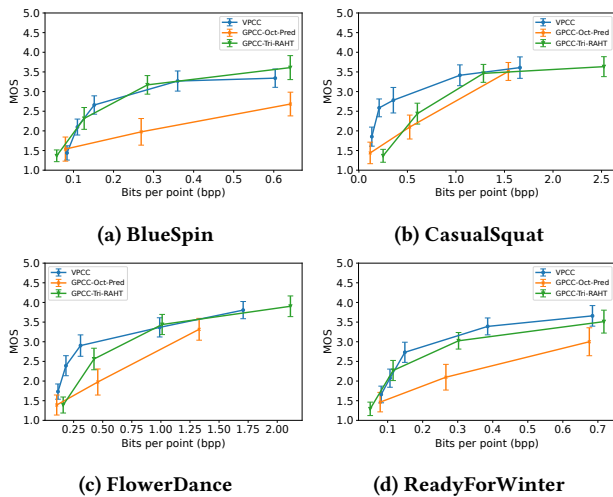 VPCC
GPCC-Oct-Pred
GPCC-Tri-RAHT
MOS
5.0
4.5
4.0
3.5
3.0
2.5
2.0
1.5
1.0
0.1 0.2 0.3 0.4 0.5 0.6
Bits per point (bpp)
(a) BlueSpin
VPCC
GPCC-Oct-Pred
GPCC-Tri-RAHT
MOS
5.0
4.5
4.0
3.5
3.0
2.5
2.0
1.5
1.0
0.0 0.5 1.0 1.5 2.0 2.5
Bits per point (bpp)
(b) CasualSquat
VPCC
GPCC-Oct-Pred
GPCC-Tri-RAHT
MOS
5.0
4.5
4.0
3.5
3.0
2.5
2.0
1.5
1.0
0.25 0.50 0.75 1.00 1.25 1.50 1.75 2.00
Bits per point (bpp)
(c) FlowerDance
VPCC
GPCC-Oct-Pred
GPCC-Tri-RAHT
MOS
5.0
4.5
4.0
3.5
3.0
2.5
2.0
1.5
1.0
0.1 0.2 0.3 0.4 0.5 0.6 0.7
Bits per point (bpp)
(d) ReadyForWinter